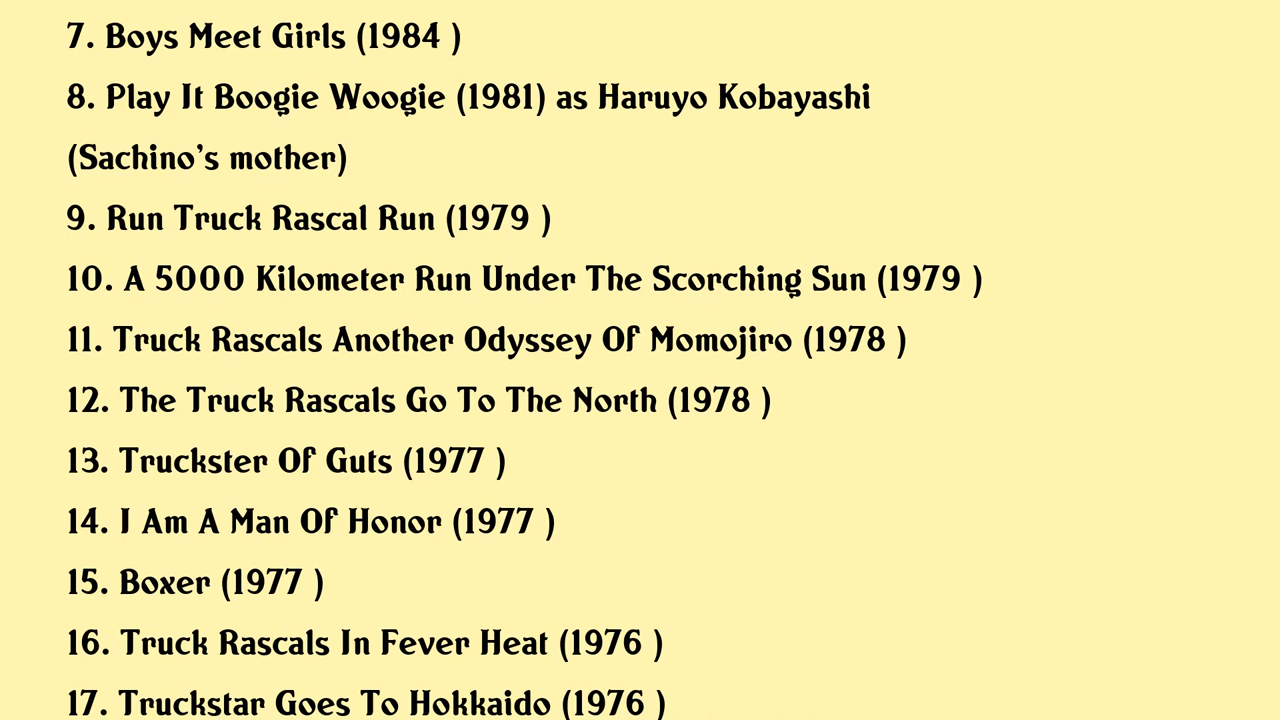 7. Boys Meet Girls (1984 )
8. Play It Boogie Woogie (1981) as Haruyo Kobayashi
(Sachino's mother)
9. Run Truck Rascal Run (1979 )
10. A 5000 Kilometer Run Under The Scorching Sun (1979 )
11. Truck Rascals Another Odyssey Of Momojiro (1978 )
12. The Truck Rascals Go To The North (1978 )
13. Truckster Of Guts (1977 )
14. I Am A Man Of Honor (1977 )
15. Boxer (1977 )
16. Truck Rascals In Fever Heat (1976 )
17. Truckstar Goes To Hokkaido (1976 )